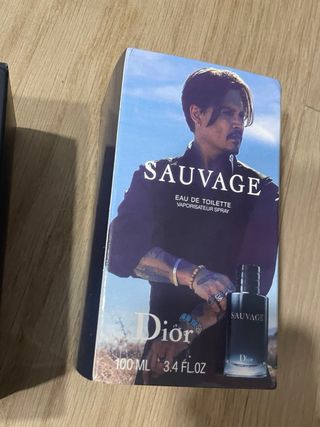 SAUVAGE
EAU DE TOILETTE
VAPORISATEUR SPRAY
SAUVAGE
Dior
100 ML 3.4 FL.OZ